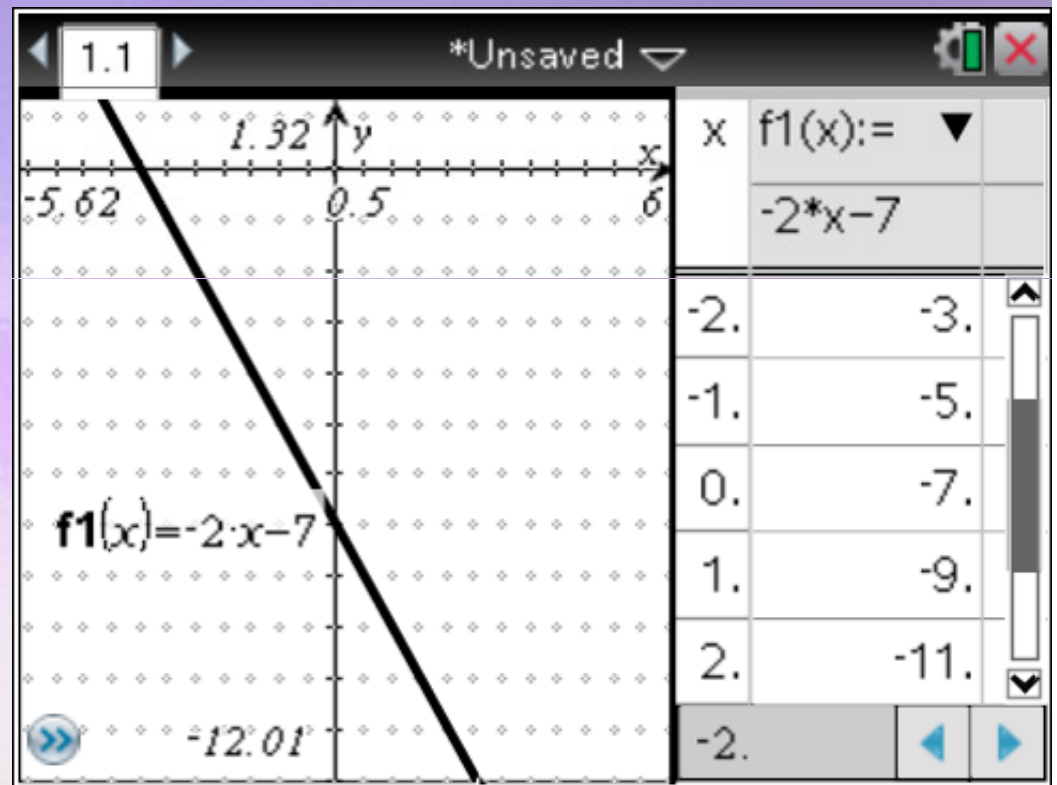 1.1
*Unsaved
1.32 y
x
-5.62 0.5 6
f1(x)=-2·x−7
-12.01
x f1(x):= ▼
-2*x−7
-2. -3.
-1. -5.
0. -7.
1. -9.
2. -11.
-2.